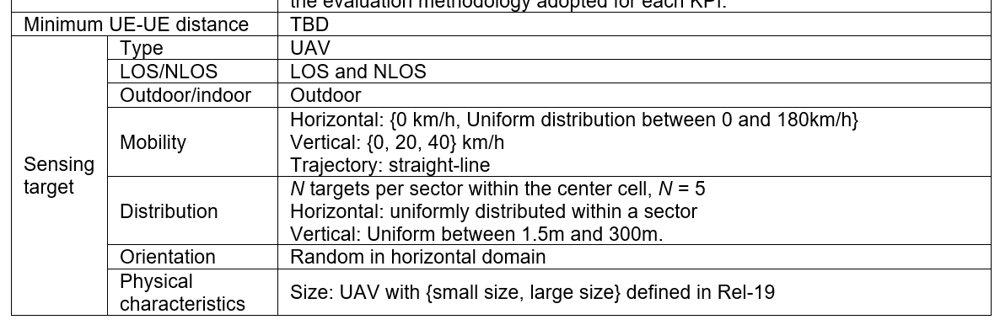 the evaluation methodology adopted for each KPI.
Minimum UE-UE distance TBD
Sensing target
Type UAV
LOS/NLOS LOS and NLOS
Outdoor/indoor Outdoor
Mobility
Horizontal: {0 km/h, Uniform distribution between 0 and 180km/h}
Vertical: {0, 20, 40} km/h
Trajectory: straight-line
Distribution
N targets per sector within the center cell, N = 5
Horizontal: uniformly distributed within a sector
Vertical: Uniform between 1.5m and 300m.
Orientation Random in horizontal domain
Physical
characteristics
Size: UAV with {small size, large size} defined in Rel-19